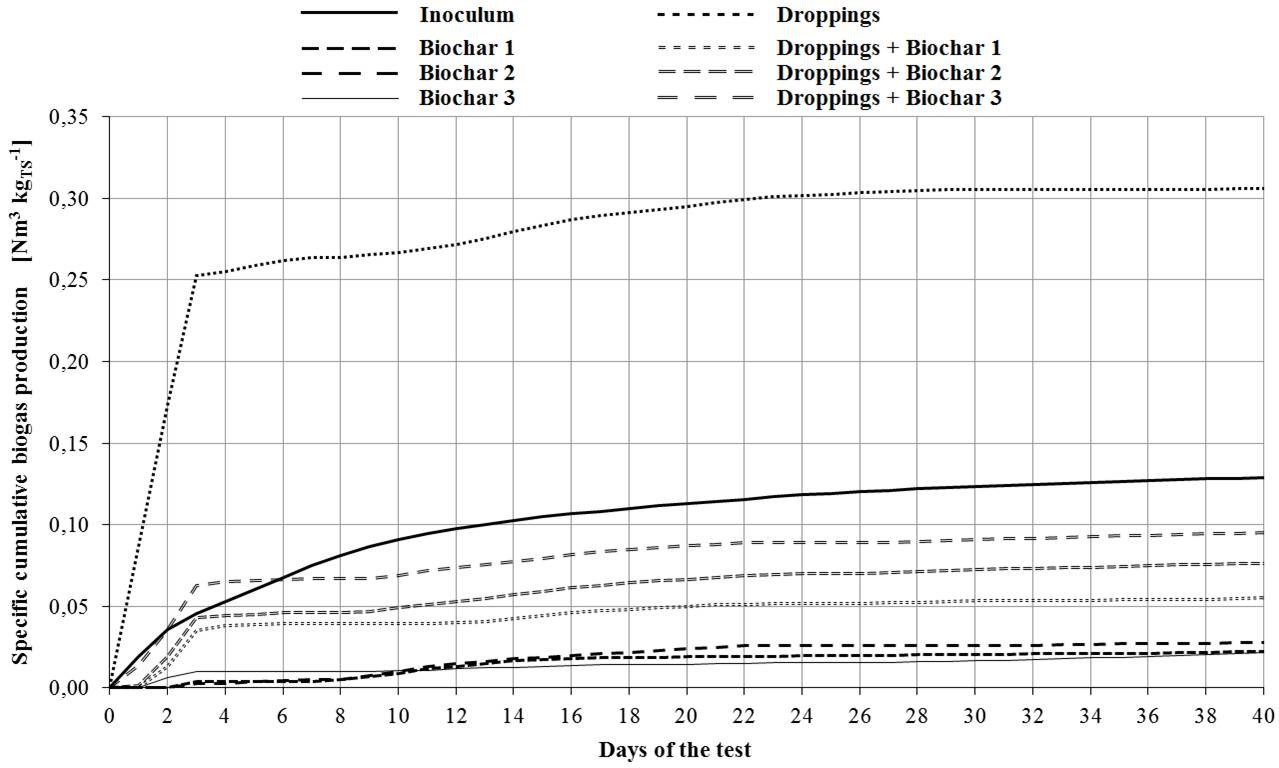 Inoculum Droppings
Biochar 1 Droppings + Biochar 1
Biochar 2 Droppings + Biochar 2
Biochar 3 Droppings + Biochar 3
Specific cumulative biogas production [Nm³ kg_TS⁻¹]
0,35
0,30
0,25
0,20
0,15
0,10
0,05
0,00
0 2 4 6 8 10 12 14 16 18 20 22 24 26 28 30 32 34 36 38 40
Days of the test